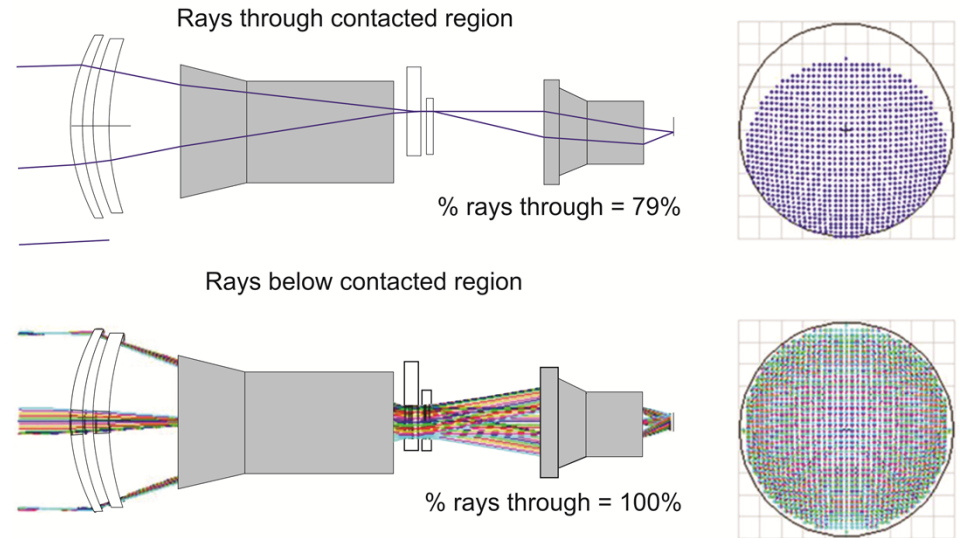 Rays through contacted region
% rays through = 79%
Rays below contacted region
% rays through = 100%